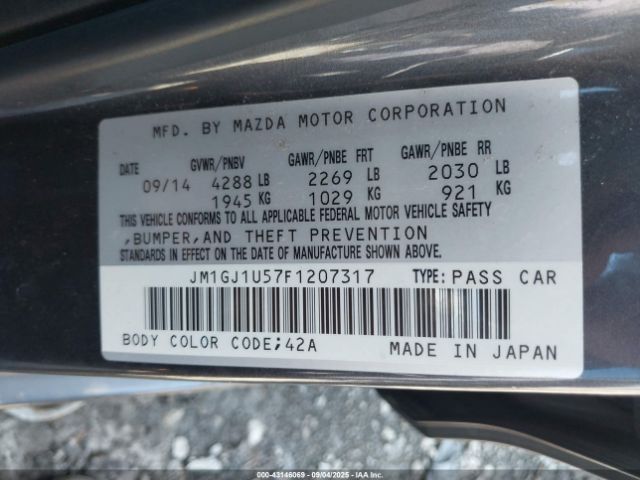 MFD. BY MAZDA MOTOR CORPORATION
DATE GVWR/PNBV GAWR/PNBE FRT GAWR/PNBE RR
09/14 4288 LB 2269 LB 2030 LB
1945 KG 1029 KG 921 KG
THIS VEHICLE CONFORMS TO ALL APPLICABLE FEDERAL MOTOR VEHICLE SAFETY
,BUMPER,AND THEFT PREVENTION
STANDARDS IN EFFECT ON THE DATE OF MANUFACTURE SHOWN ABOVE.
JM1GJ1U57F1207317 TYPE: PASS CAR
BODY COLOR CODE;42A MADE IN JAPAN
00-43146069 - 09/04/2025 - IAAI.COM